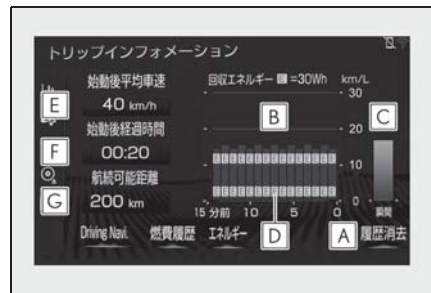 トリップインフォメーション
始動後平均車速
回収エネルギー E =30Wh
km/L
E
40 km/h
30
B
C
始動後経過時間
20
F
00:20
10
航続可能距離
G
200 km
0
15 分前 10 5 0
瞬間
D
A
Driving Navi.
燃費履歴
エネルギー
履歴消去